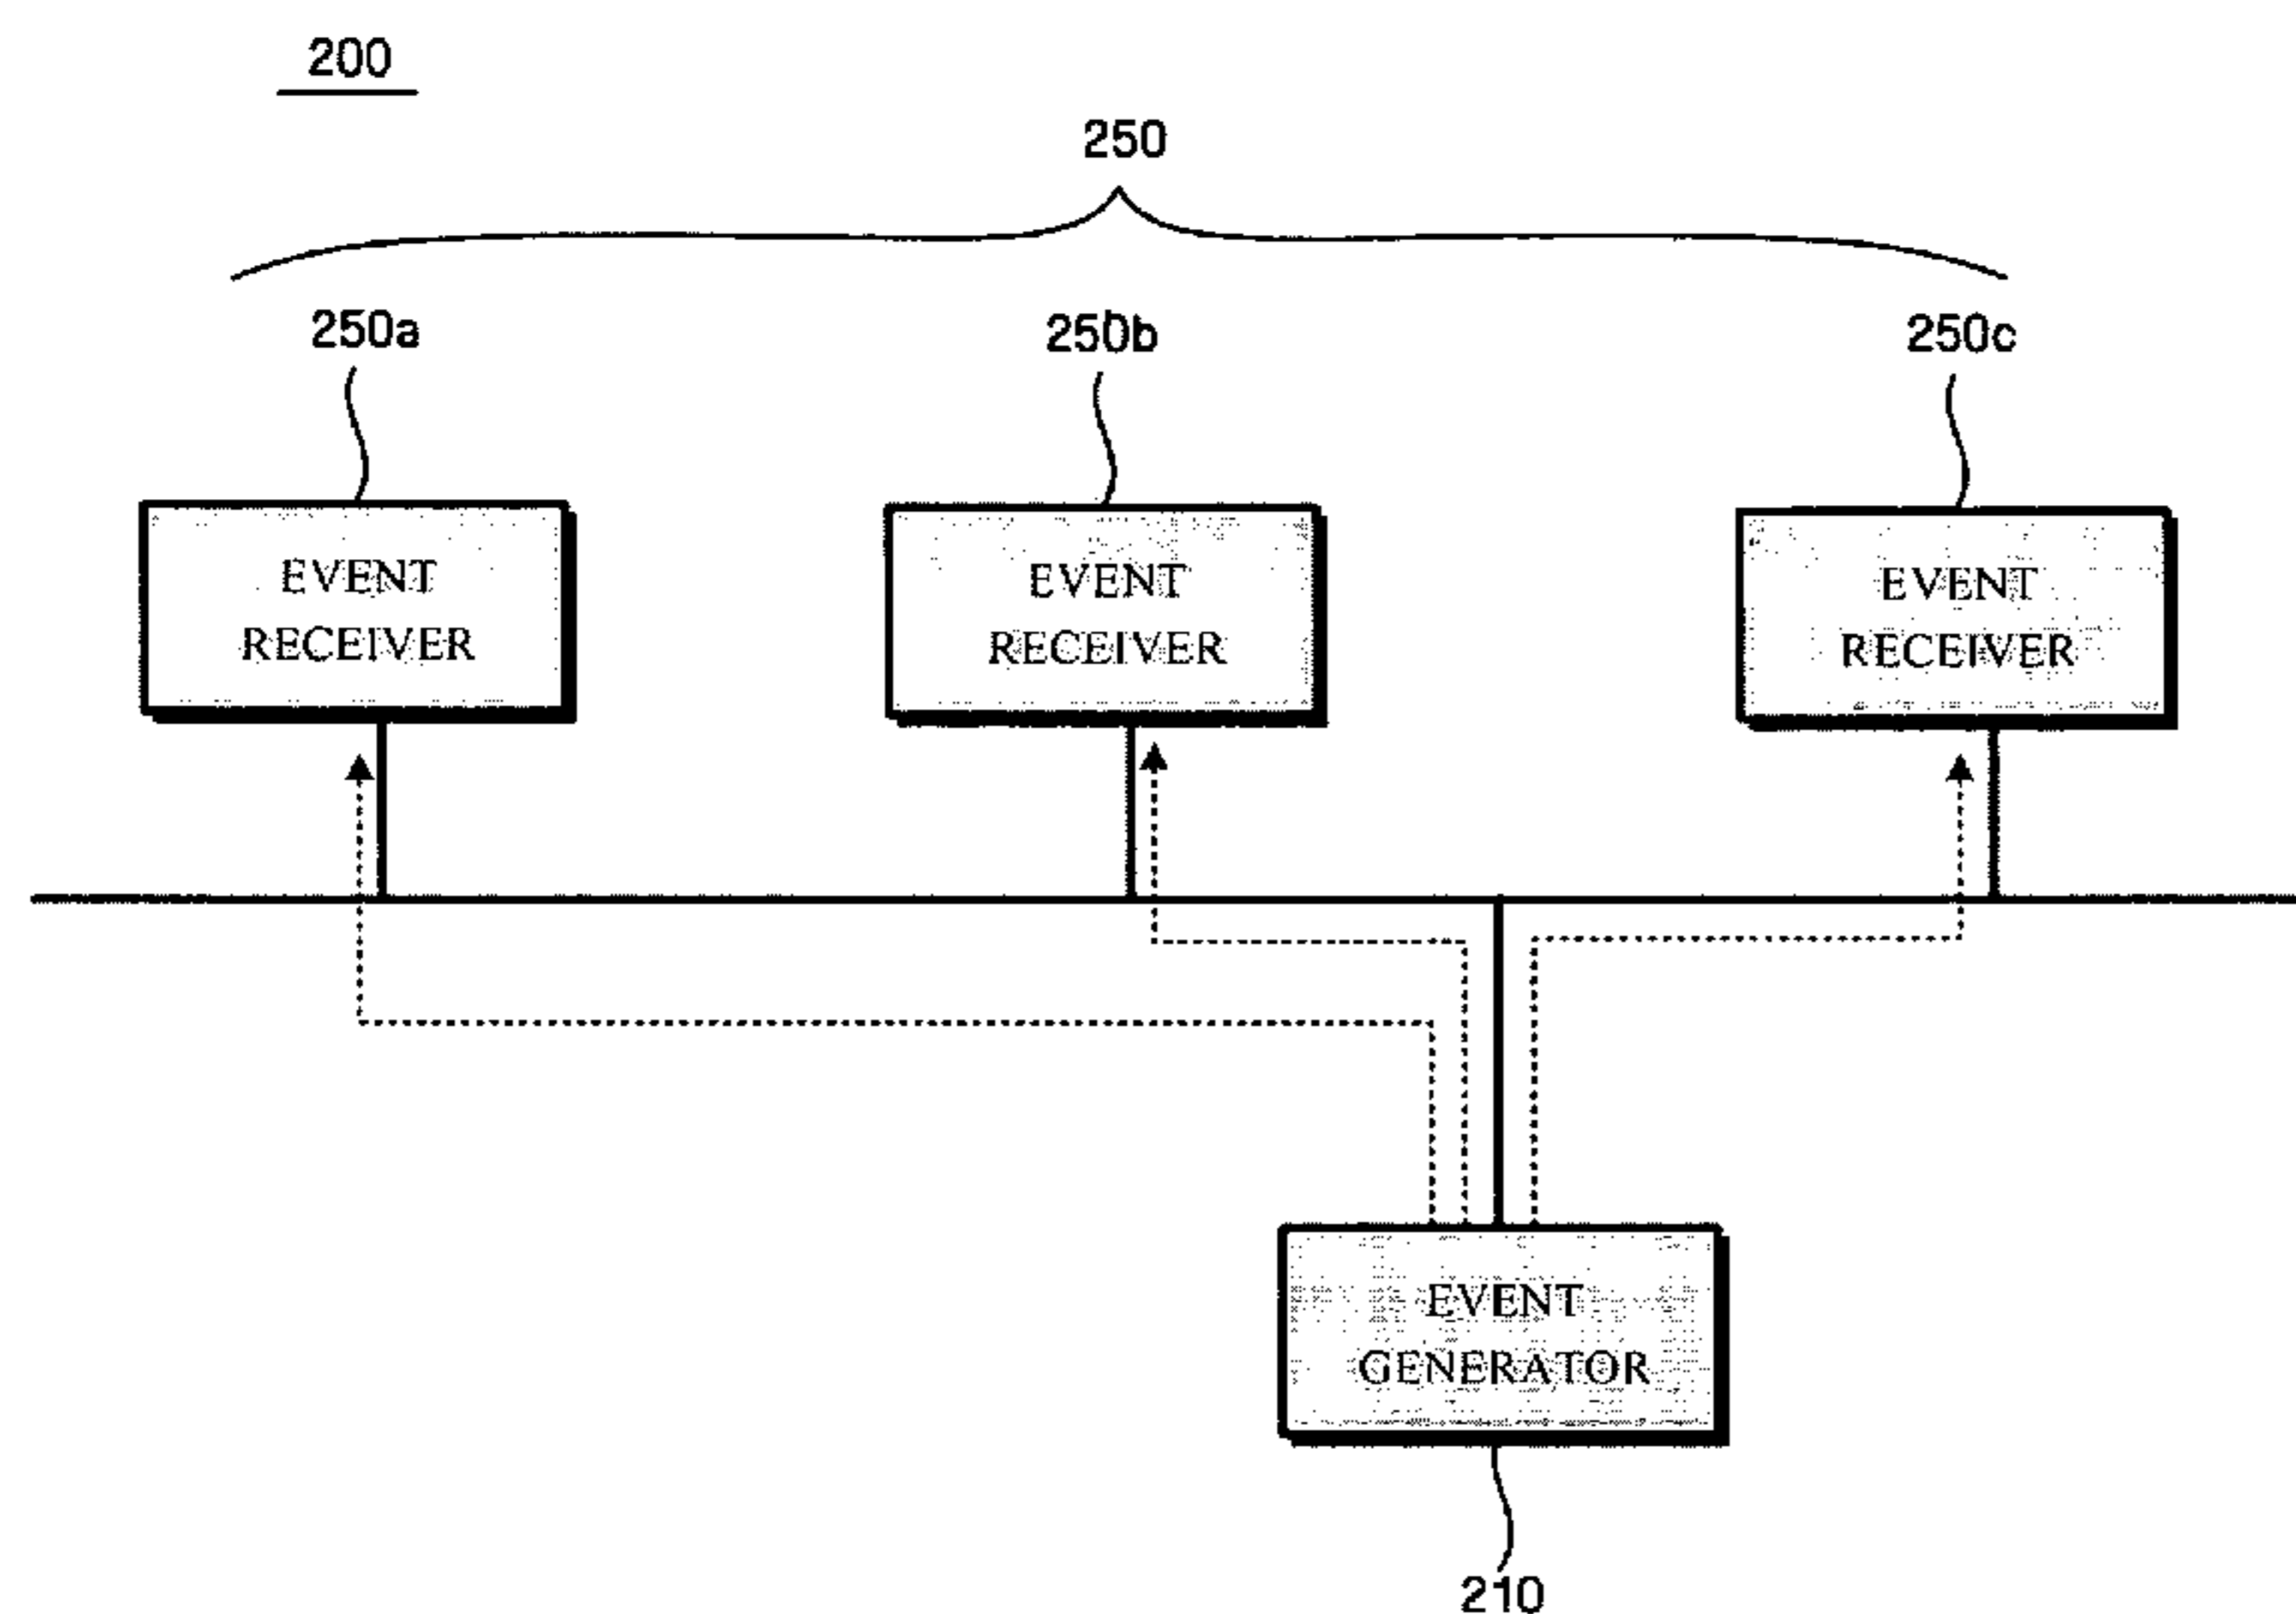 200
250
250a
250b
250c
EVENT
RECEIVER
EVENT
RECEIVER
EVENT
RECEIVER
EVENT
GENERATOR
210